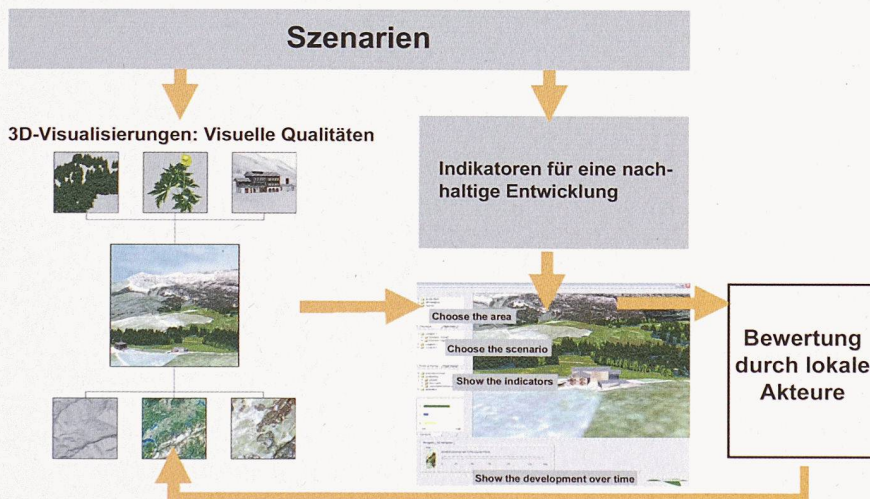 Szenarien
3D-Visualisierungen: Visuelle Qualitäten
Indikatoren für eine nach-
haltige Entwicklung
Choose the area
Choose the scenario
Show the indicators
Show the development over time
Bewertung
durch lokale
Akteure